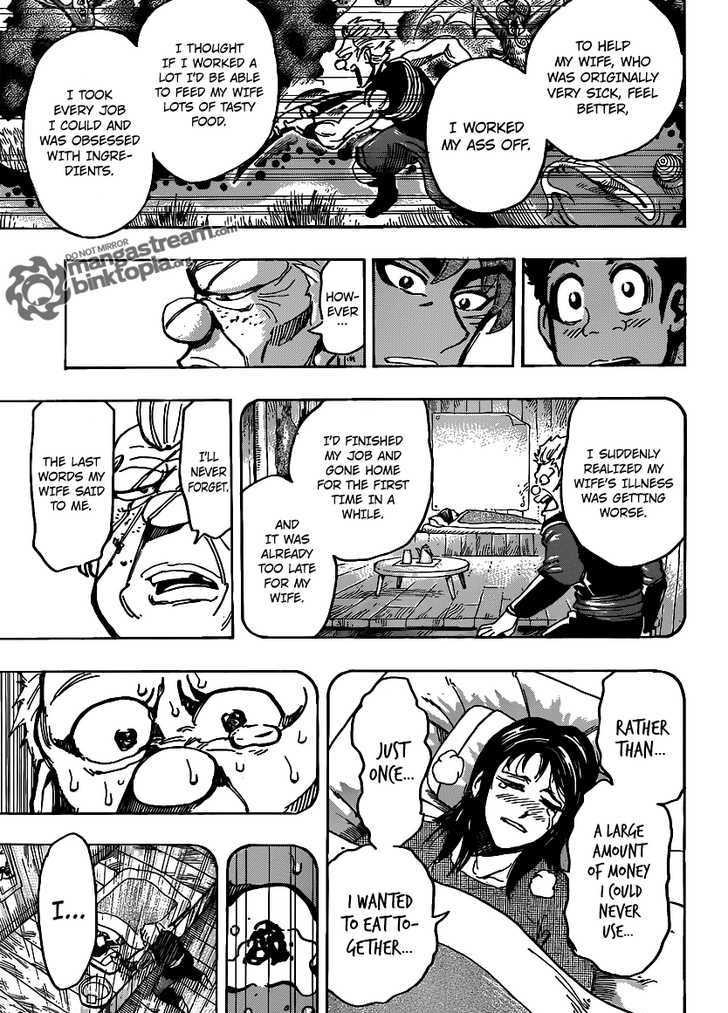 TO HELP
MY WIFE, WHO
WAS ORIGINALLY
VERY SICK, FEEL
BETTER,
I WORKED
MY ASS OFF.
I THOUGHT
IF I WORKED A
LOT I'D BE ABLE
TO FEED MY WIFE
LOTS OF TASTY
FOOD.
I TOOK
EVERY JOB
I COULD AND
WAS OBSESSED
WITH INGRE-
DIENTS.
DO NOT MIRROR
mangastream.com
binktopia.org
HOW-
EVER...
I SUDDENLY
REALIZED MY
WIFE'S ILLNESS
WAS GETTING
WORSE.
I'D FINISHED
MY JOB AND
GONE HOME
FOR THE FIRST
TIME IN A
WHILE.
AND
IT WAS
ALREADY
TOO LATE
FOR MY
WIFE.
I'LL
NEVER
FORGET.
THE LAST
WORDS MY
WIFE SAID
TO ME.
RATHER
THAN...
A LARGE
AMOUNT
OF MONEY
I COULD
NEVER
USE...
JUST
ONCE...
I WANTED
TO EAT TO-
GETHER...
I...